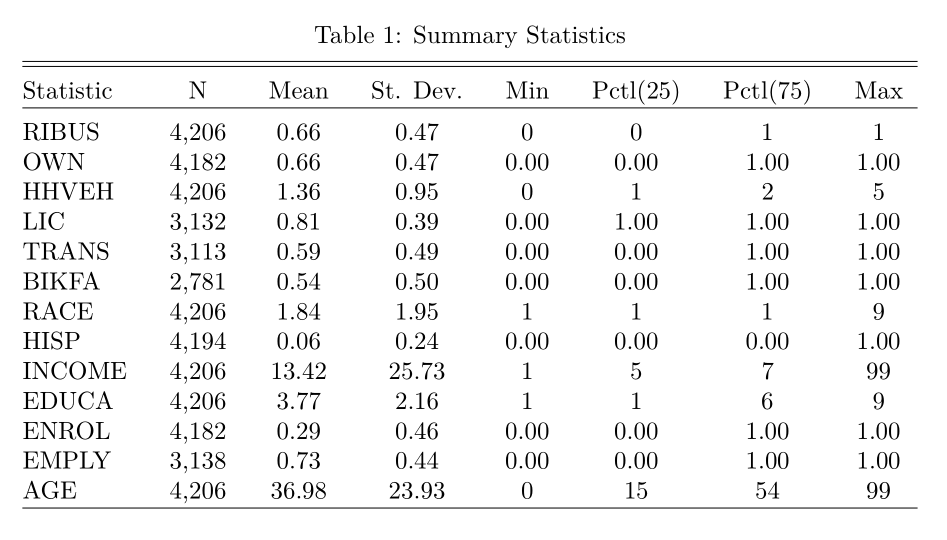 Table 1: Summary Statistics
Statistic N Mean St. Dev. Min Pctl(25) Pctl(75) Max
RIBUS 4,206 0.66 0.47 0 0 1 1
OWN 4,182 0.66 0.47 0.00 0.00 1.00 1.00
HHVEH 4,206 1.36 0.95 0 1 2 5
LIC 3,132 0.81 0.39 0.00 1.00 1.00 1.00
TRANS 3,113 0.59 0.49 0.00 0.00 1.00 1.00
BIKFA 2,781 0.54 0.50 0.00 0.00 1.00 1.00
RACE 4,206 1.84 1.95 1 1 1 9
HISP 4,194 0.06 0.24 0.00 0.00 0.00 1.00
INCOME 4,206 13.42 25.73 1 5 7 99
EDUCA 4,206 3.77 2.16 1 1 6 9
ENROL 4,182 0.29 0.46 0.00 0.00 1.00 1.00
EMPLY 3,138 0.73 0.44 0.00 0.00 1.00 1.00
AGE 4,206 36.98 23.93 0 15 54 99